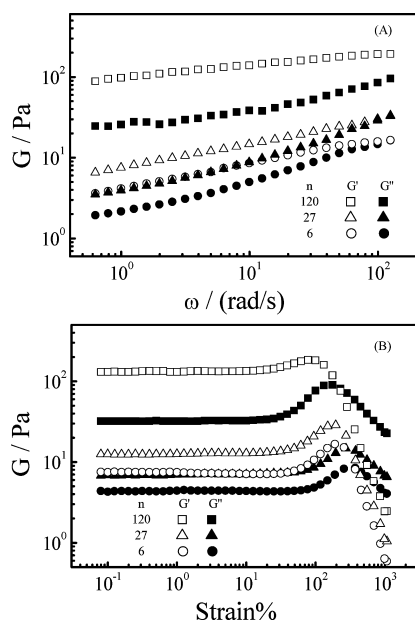 (A)
G / Pa
10²
10¹
10⁰
n G' G"
120 □ ■
27 △ ▲
6 ○ ●
10⁰ 10¹ 10²
ω / (rad/s)
(B)
G / Pa
10²
10¹
10⁰
n G' G"
120 □ ■
27 △ ▲
6 ○ ●
10⁻¹ 10⁰ 10¹ 10² 10³
Strain%